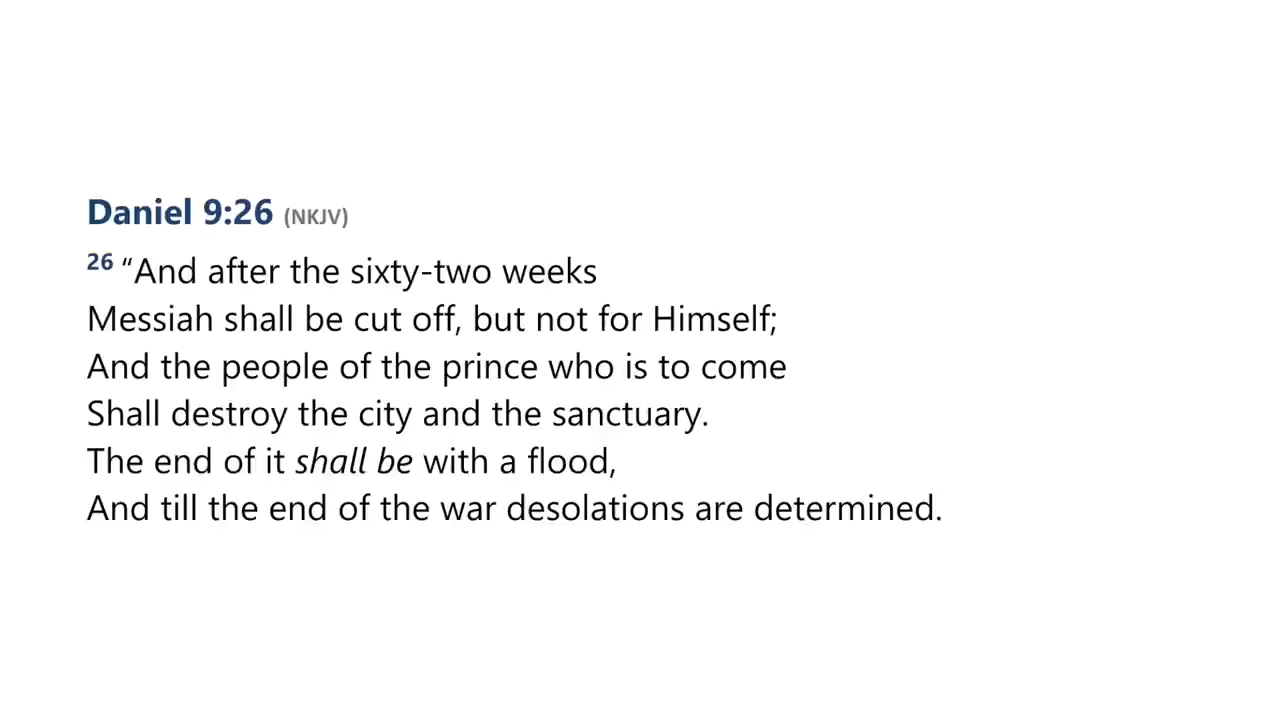 Daniel 9:26 (NKJV)
26 “And after the sixty-two weeks
Messiah shall be cut off, but not for Himself;
And the people of the prince who is to come
Shall destroy the city and the sanctuary.
The end of it shall be with a flood,
And till the end of the war desolations are determined.